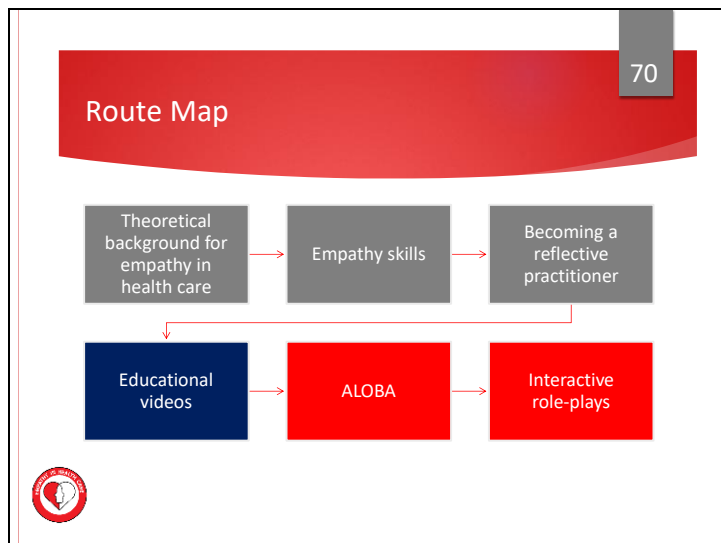 70
Route Map
Theoretical
background for
empathy in
health care
Empathy skills
Becoming a
reflective
practitioner
Educational
videos
ALOBA
Interactive
role-plays